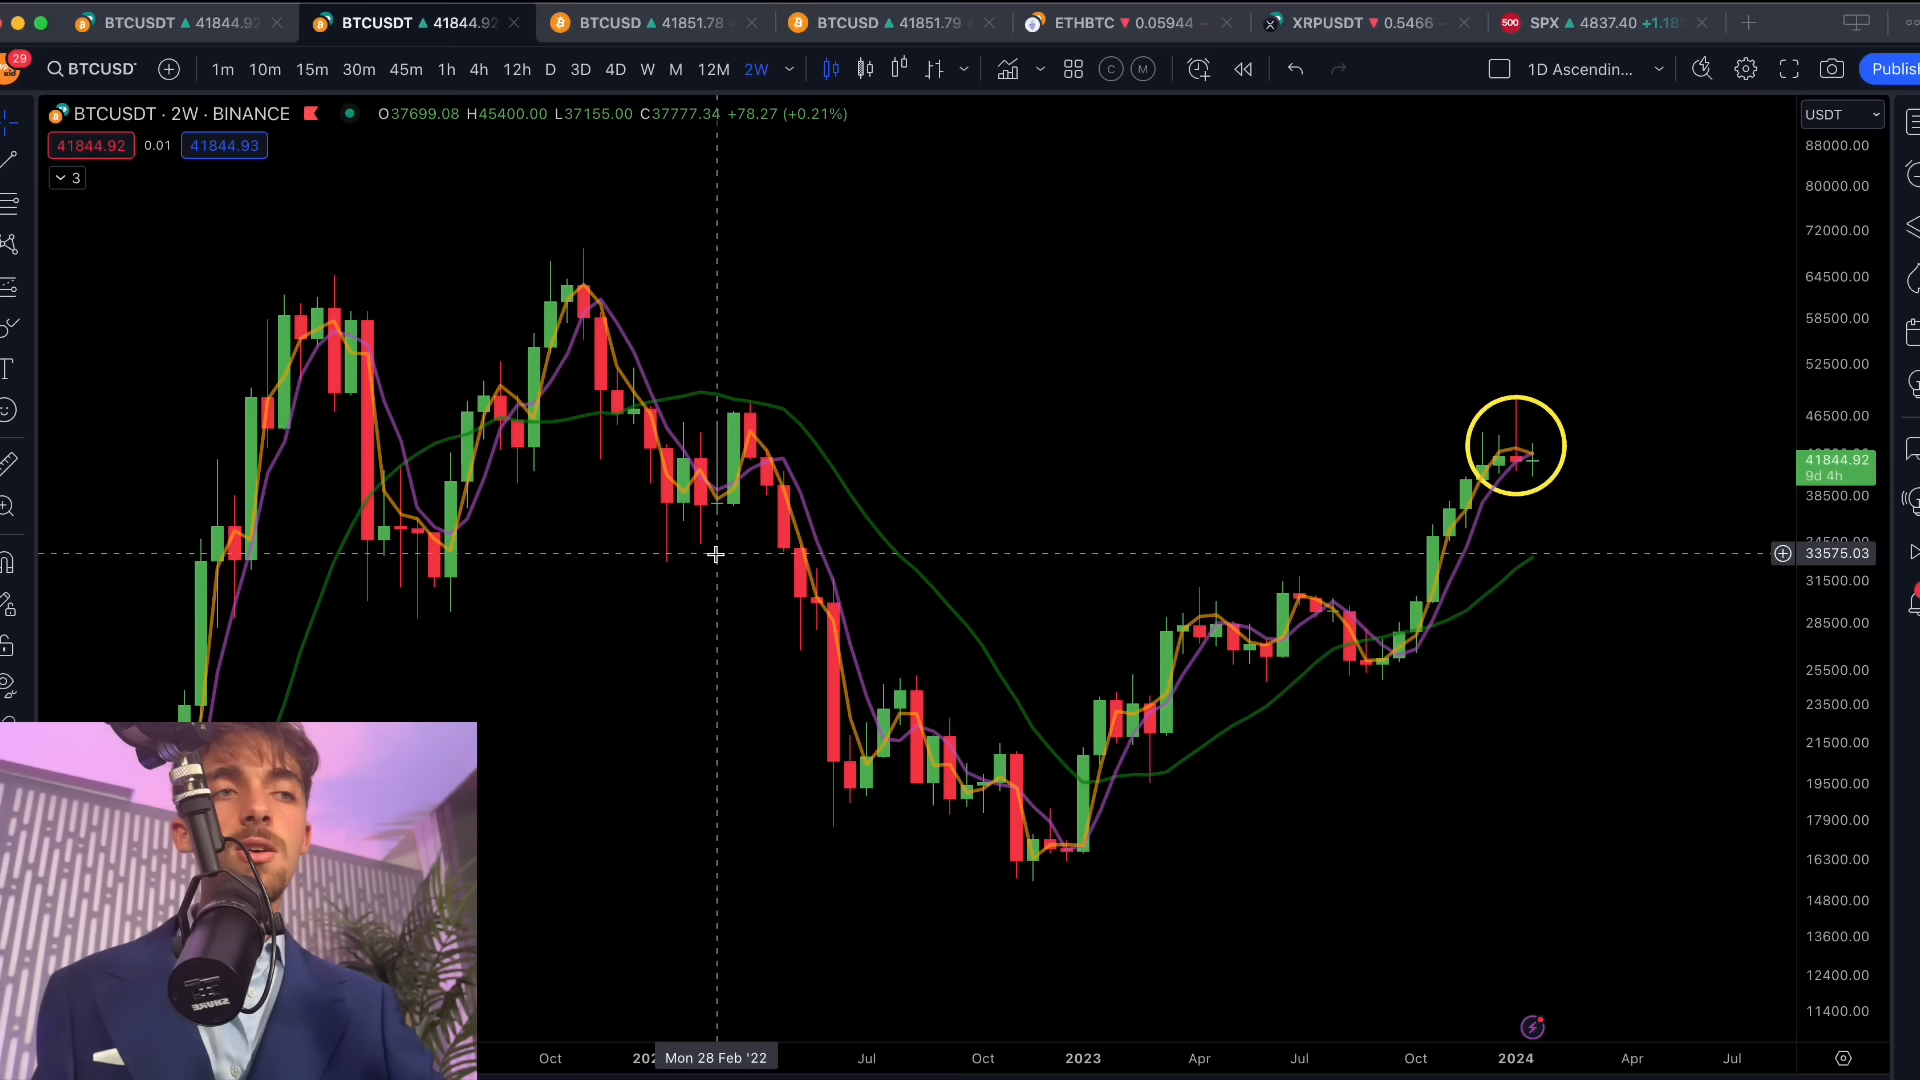 BTCUSDT ▲ 41844.92
BTCUSDT ▲ 41844.92
BTCUSD ▲ 41851.78
BTCUSD ▲ 41851.79
ETHBTC ▼ 0.05944
XRPUSDT ▼ 0.5466
500 SPX ▲ 4837.40 +1.18
29
BTCUSD
1m 10m 15m 30m 45m 1h 4h 12h D 3D 4D W M 12M 2W
C M
1D Ascendin...
Publish
BTCUSDT · 2W · BINANCE O37699.08 H45400.00 L37155.00 C37777.34 +78.27 (+0.21%)
USDT
41844.92 0.01 41844.93
3
88000.00
80000.00
72000.00
64500.00
58500.00
52500.00
46500.00
41844.92
9d 4h
38500.00
34500.00
33575.03
31500.00
28500.00
25500.00
23500.00
21500.00
19500.00
17900.00
16300.00
14800.00
13600.00
12400.00
11400.00
SHURE
Oct 202 Mon 28 Feb '22 Jul Oct 2023 Apr Jul Oct 2024 Apr Jul